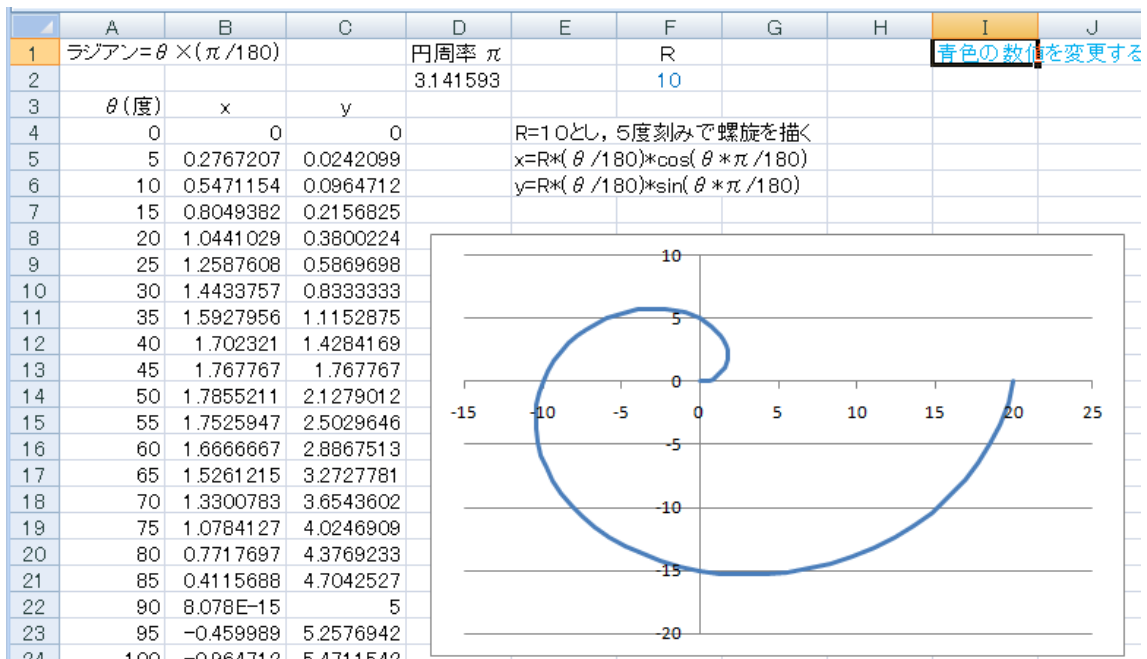 A B C D E F G H I J
1 ラジアン=θ×(π/180) 円周率 π R 青色の数値を変更する
2 3.141593 10
3 θ(度) x y
4 0 0 0 R=10とし，5度刻みで螺旋を描く
5 5 0.2767207 0.0242099 x=R*(θ/180)*cos(θ*π/180)
6 10 0.5471154 0.0964712 y=R*(θ/180)*sin(θ*π/180)
7 15 0.8049382 0.2156825
8 20 1.0441029 0.3800224
9 25 1.2587608 0.5869698
10 30 1.4433757 0.8333333
11 35 1.5927956 1.1152875
12 40 1.702321 1.4284169
13 45 1.767767 1.767767
14 50 1.7855211 2.1279012
15 55 1.7525947 2.5029646
16 60 1.6666667 2.8867513
17 65 1.5261215 3.2727781
18 70 1.3300783 3.6543602
19 75 1.0784127 4.0246909
20 80 0.7717697 4.3769233
21 85 0.4115688 4.7042527
22 90 8.078E-15 5
23 95 -0.459989 5.2576942
24 100 -0.964712 5.4711542
10
5
0
-15 -10 -5 0 5 10 15 20 25
-5
-10
-15
-20